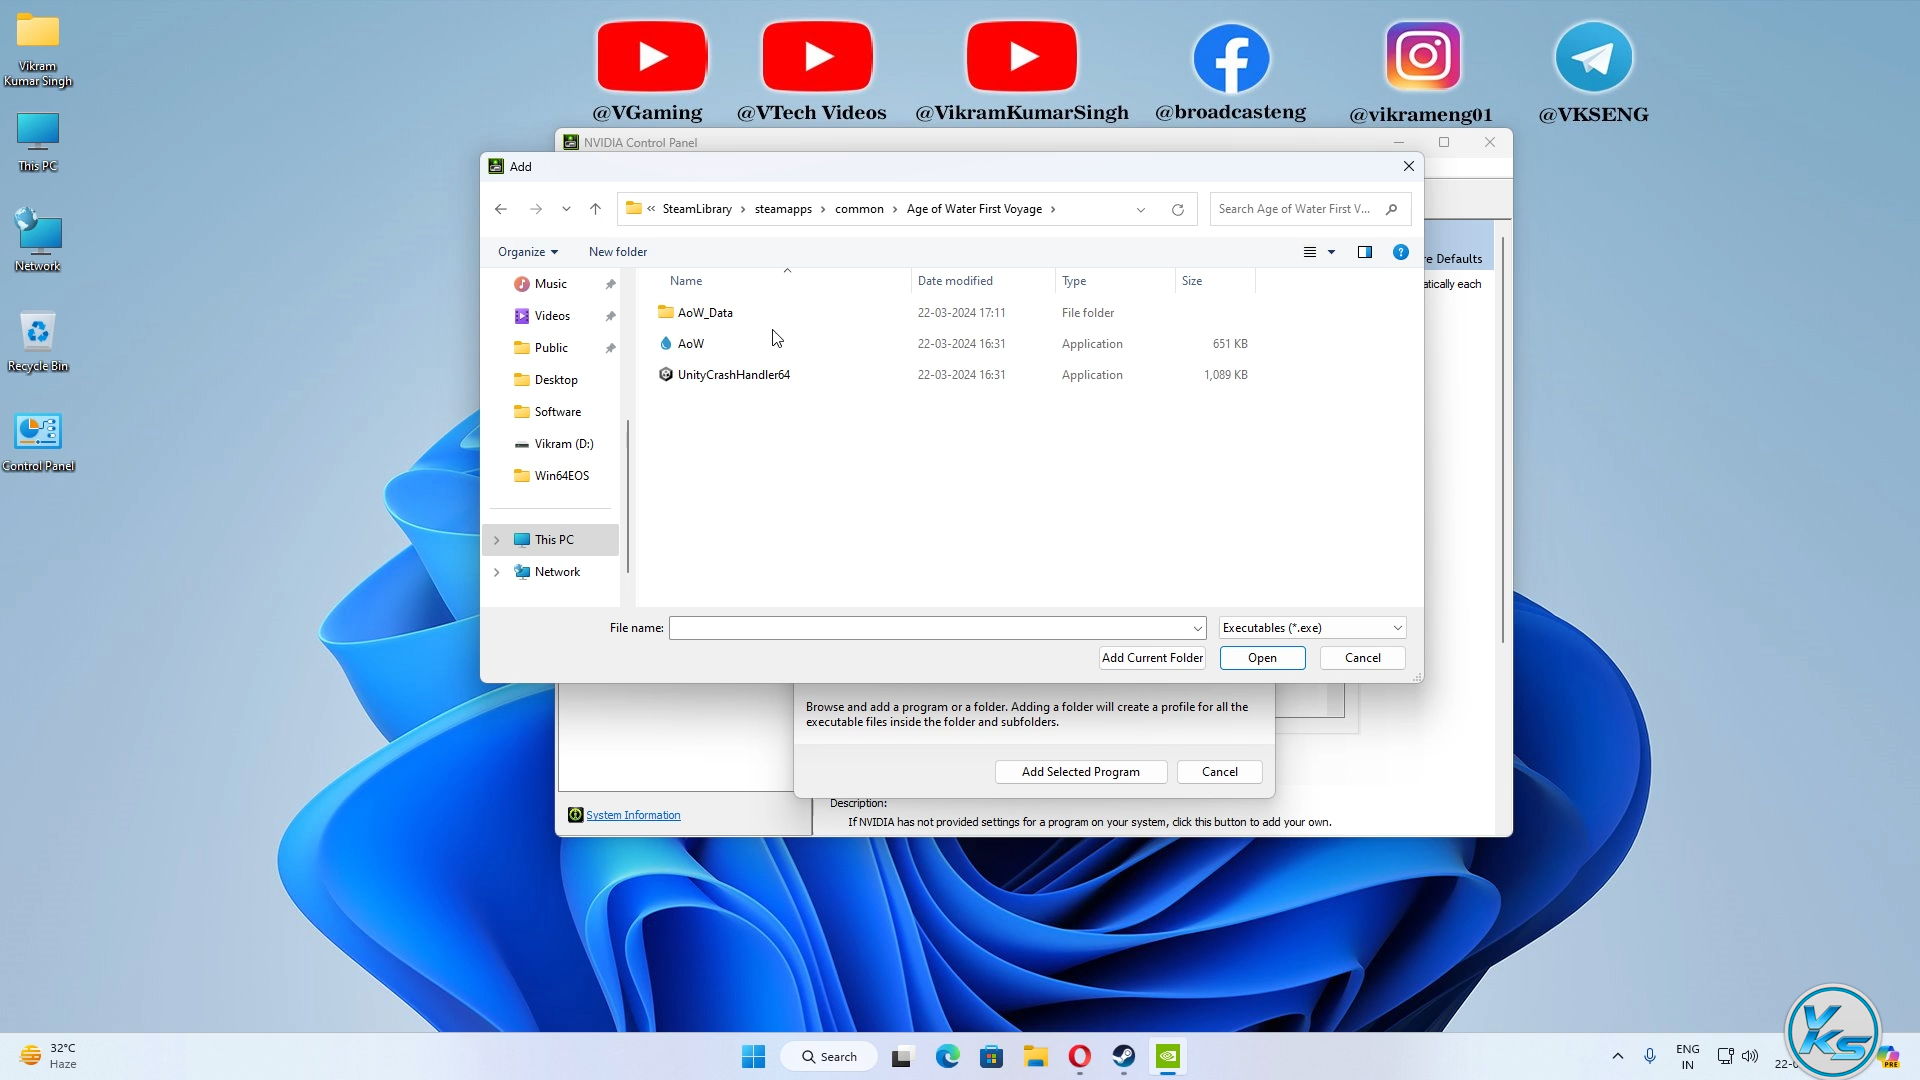 Vikram
Kumar Singh
This PC
Network
Recycle Bin
Control Panel
@VGaming
@VTech Videos
@VikramKumarSingh
@broadcasteng
@vikrameng01
@VKSENG
NVIDIA Control Panel
Add
« SteamLibrary › steamapps › common › Age of Water First Voyage ›
Search Age of Water First V...
Organize
New folder
Music
Videos
Public
Desktop
Software
Vikram (D:)
Win64EOS
This PC
Network
Name Date modified Type Size
AoW_Data 22-03-2024 17:11 File folder
AoW 22-03-2024 16:31 Application 651 KB
UnityCrashHandler64 22-03-2024 16:31 Application 1,089 KB
File name:
Executables (*.exe)
Add Current Folder
Open
Cancel
e Defaults
atically each
Browse and add a program or a folder. Adding a folder will create a profile for all the
executable files inside the folder and subfolders.
Add Selected Program
Cancel
System Information
Description:
If NVIDIA has not provided settings for a program on your system, click this button to add your own.
32°C
Haze
Search
ENG
IN
22-
VKS
PRE